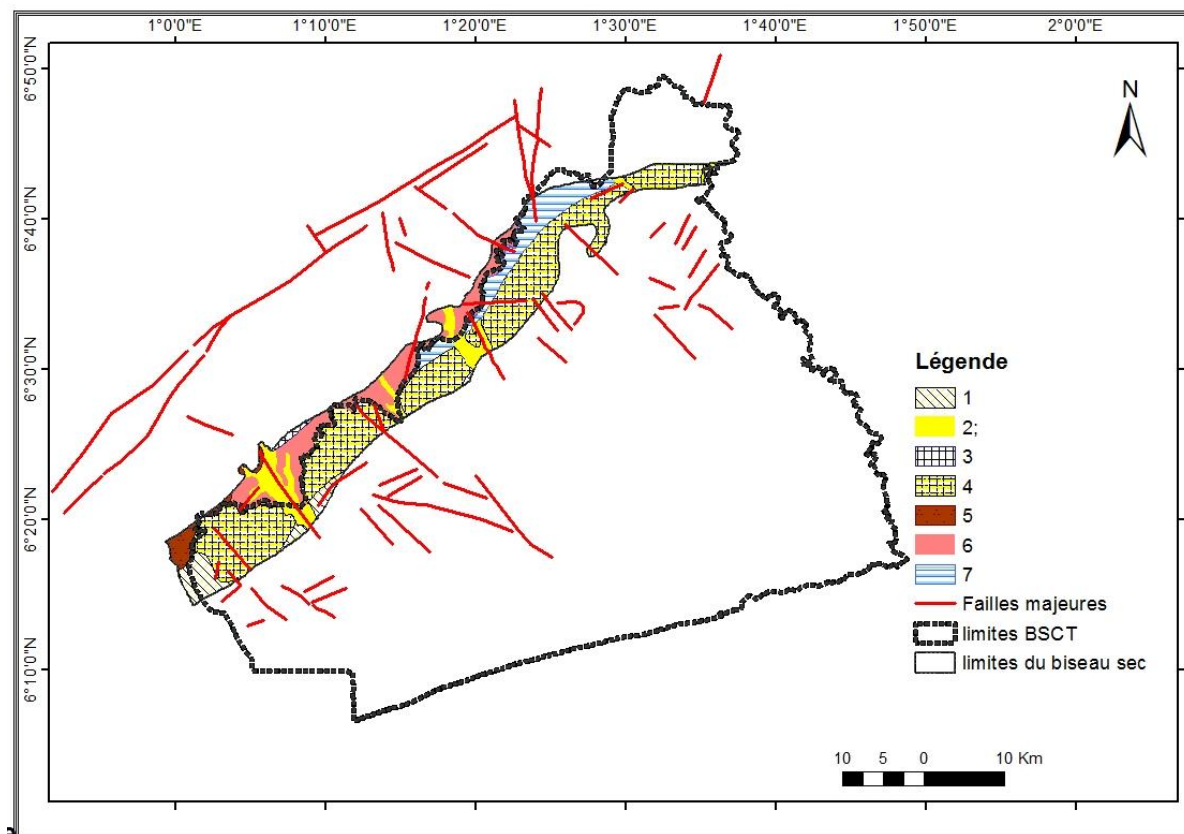 1°0'0"N 1°10'0"N 1°20'0"N 1°30'0"N 1°40'0"N 1°50'0"N 2°0'0"N
6°50'0"N
6°40'0"N
6°30'0"N
6°20'0"N
6°10'0"N
N
Légende
1
2;
3
4
5
6
7
Failles majeures
limites BSCT
limites du biseau sec
10 5 0 10 Km